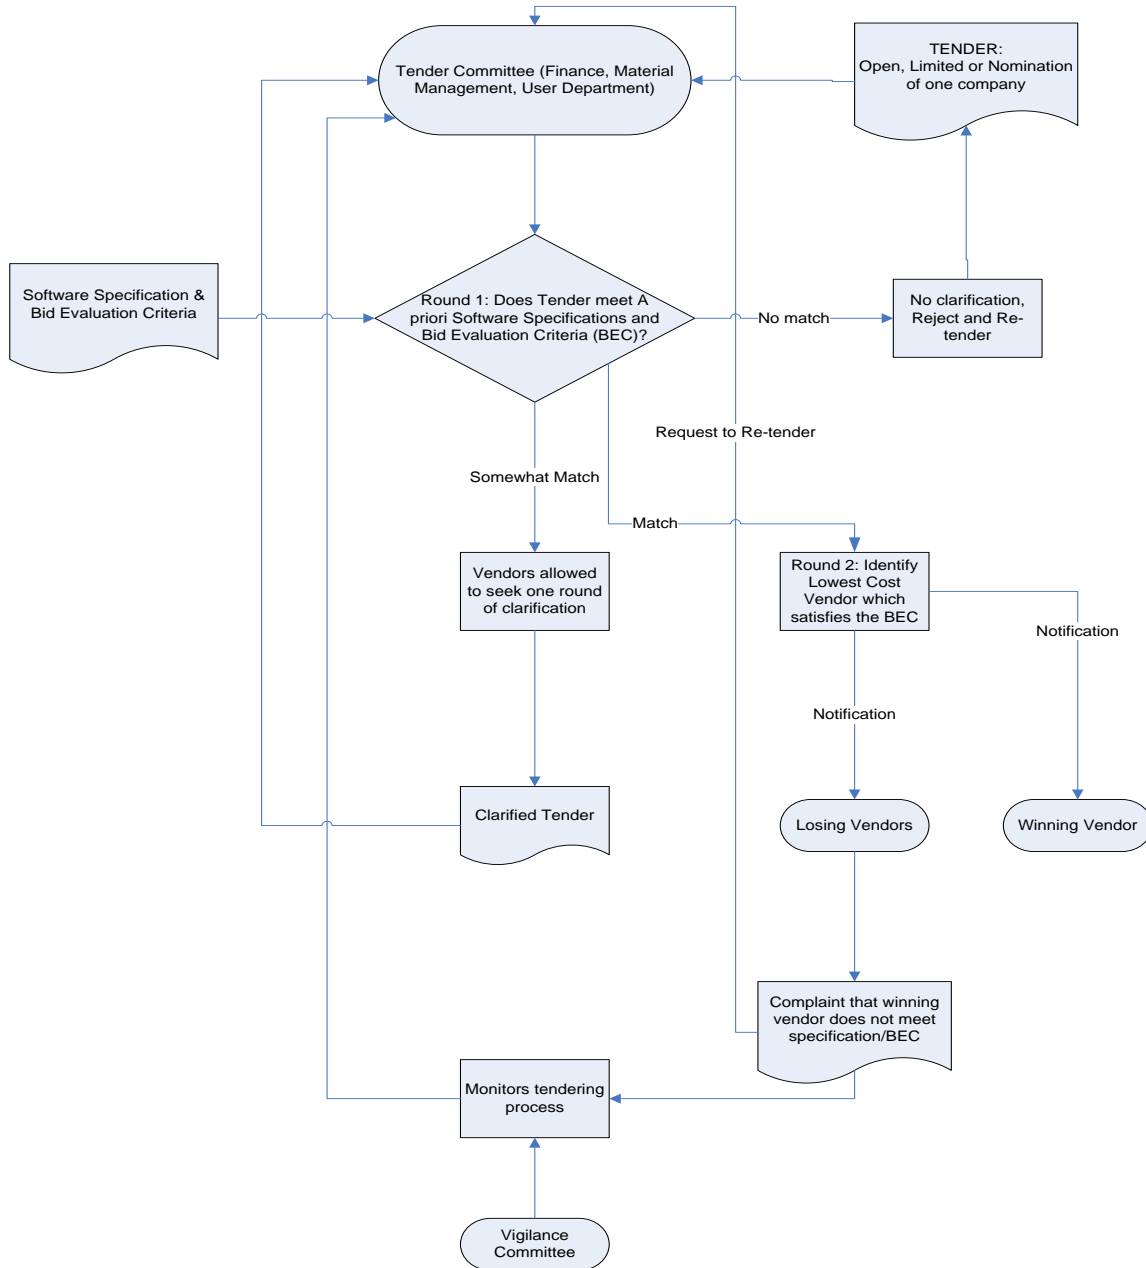 TENDER:
Open, Limited or Nomination
of one company
Tender Committee (Finance, Material
Management, User Department)
Software Specification &
Bid Evaluation Criteria
Round 1: Does Tender meet A
priori Software Specifications and
Bid Evaluation Criteria (BEC)?
No match
No clarification,
Reject and Re-
tender
Request to Re-tender
Somewhat Match
Match
Vendors allowed
to seek one round
of clarification
Round 2: Identify
Lowest Cost
Vendor which
satisfies the BEC
Notification
Notification
Clarified Tender
Losing Vendors
Winning Vendor
Complaint that winning
vendor does not meet
specification/BEC
Monitors tendering
process
Vigilance
Committee